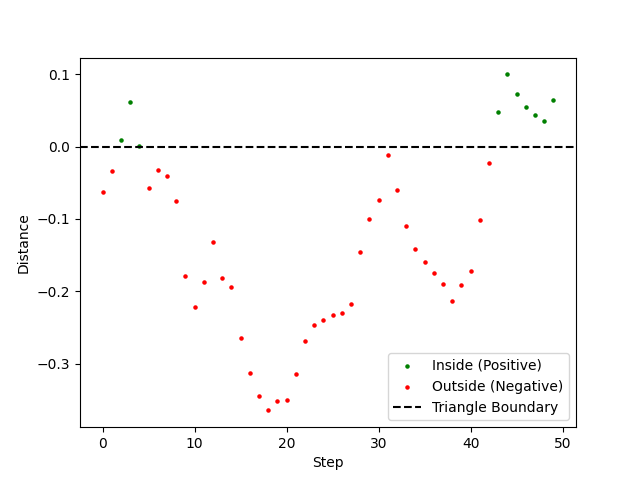 0.1
0.0
−0.1
−0.2
−0.3
Distance
0
10
20
30
40
50
Step
Inside (Positive)
Outside (Negative)
Triangle Boundary